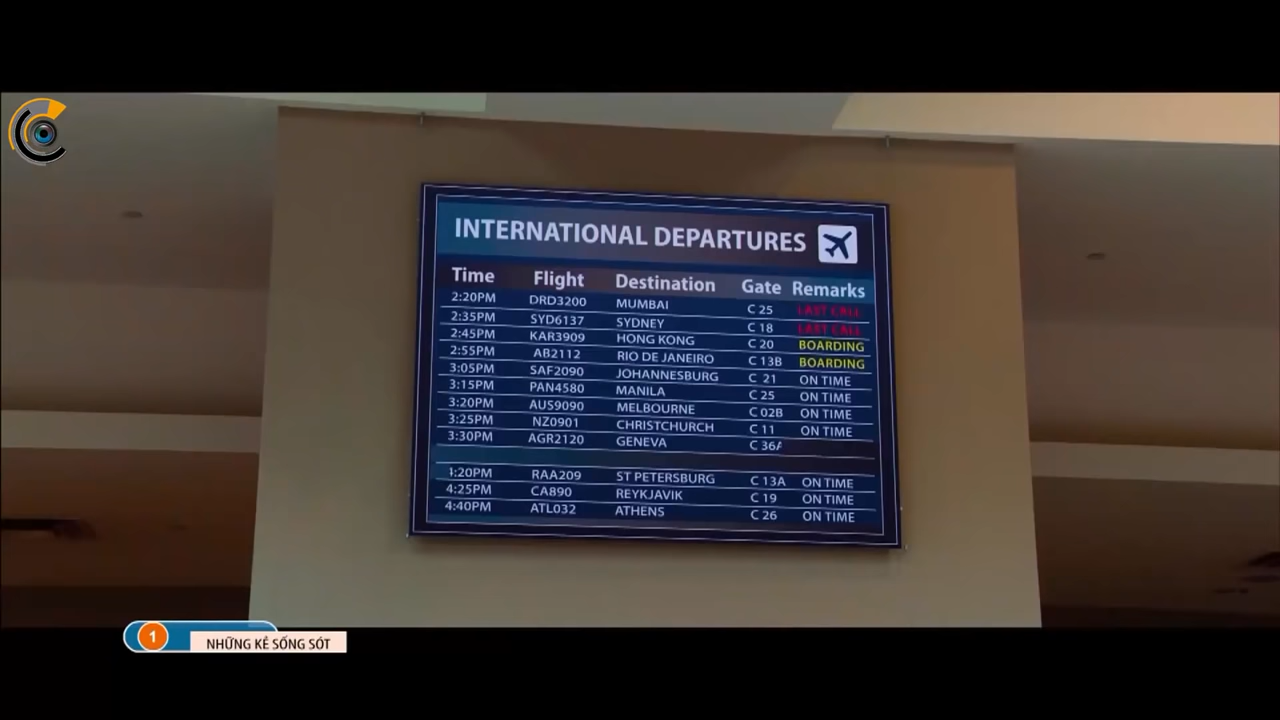 INTERNATIONAL DEPARTURES
Time Flight Destination Gate Remarks
2:20PM DRD3200 MUMBAI C 25 LAST CALL
2:35PM SYD6137 SYDNEY C 18 LAST CALL
2:45PM KAR3909 HONG KONG C 20 BOARDING
2:55PM AB2112 RIO DE JANEIRO C 13B BOARDING
3:05PM SAF2090 JOHANNESBURG C 21 ON TIME
3:15PM PAN4580 MANILA C 25 ON TIME
3:20PM AUS9090 MELBOURNE C 02B ON TIME
3:25PM NZ0901 CHRISTCHURCH C 11 ON TIME
3:30PM AGR2120 GENEVA C 36A
:20PM RAA209 ST PETERSBURG C 13A ON TIME
4:25PM CA890 REYKJAVIK C 19 ON TIME
4:40PM ATL032 ATHENS C 26 ON TIME
1 NHỮNG KẺ SỐNG SÓT